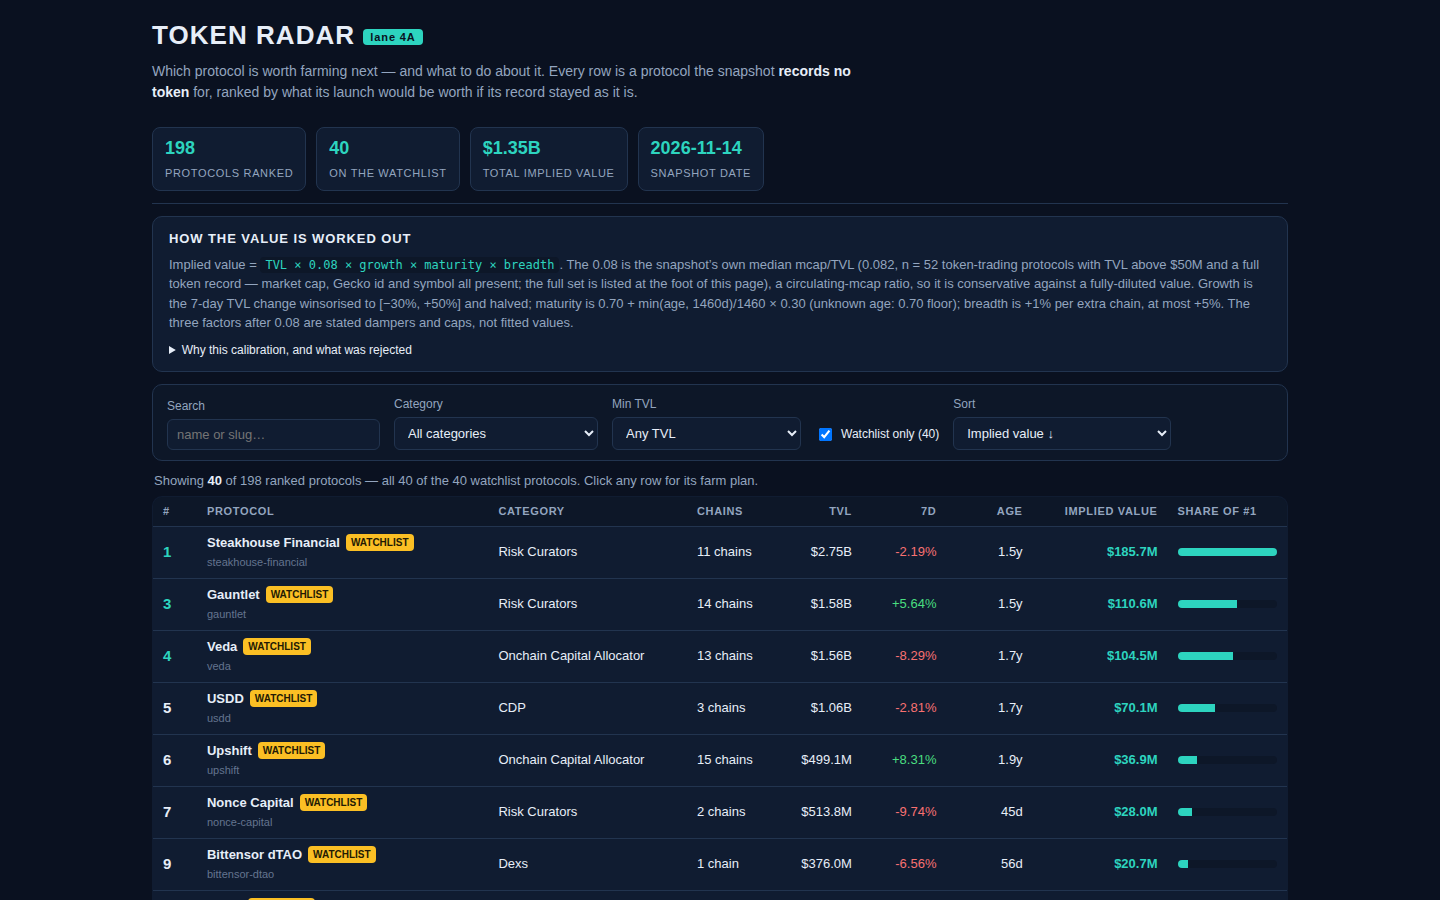 TOKEN RADAR lane 4A
Which protocol is worth farming next — and what to do about it. Every row is a protocol the snapshot records no
token for, ranked by what its launch would be worth if its record stayed as it is.
198
PROTOCOLS RANKED
40
ON THE WATCHLIST
$1.35B
TOTAL IMPLIED VALUE
2026-11-14
SNAPSHOT DATE
HOW THE VALUE IS WORKED OUT
Implied value = TVL × 0.08 × growth × maturity × breadth . The 0.08 is the snapshot's own median mcap/TVL (0.082, n = 52 token-trading protocols with TVL above $50M and a full
token record — market cap, Gecko id and symbol all present; the full set is listed at the foot of this page), a circulating-mcap ratio, so it is conservative against a fully-diluted value. Growth is
the 7-day TVL change winsorised to [−30%, +50%] and halved; maturity is 0.70 + min(age, 1460d)/1460 × 0.30 (unknown age: 0.70 floor); breadth is +1% per extra chain, at most +5%. The
three factors after 0.08 are stated dampers and caps, not fitted values.
▶ Why this calibration, and what was rejected
Search
name or slug…
Category
All categories
Min TVL
Any TVL
Watchlist only (40)
Sort
Implied value ↓
Showing 40 of 198 ranked protocols — all 40 of the 40 watchlist protocols. Click any row for its farm plan.
# PROTOCOL CATEGORY CHAINS TVL 7D AGE IMPLIED VALUE SHARE OF #1
1 Steakhouse Financial WATCHLIST Risk Curators 11 chains $2.75B -2.19% 1.5y $185.7M
steakhouse-financial
3 Gauntlet WATCHLIST Risk Curators 14 chains $1.58B +5.64% 1.5y $110.6M
gauntlet
4 Veda WATCHLIST Onchain Capital Allocator 13 chains $1.56B -8.29% 1.7y $104.5M
veda
5 USDD WATCHLIST CDP 3 chains $1.06B -2.81% 1.7y $70.1M
usdd
6 Upshift WATCHLIST Onchain Capital Allocator 15 chains $499.1M +8.31% 1.9y $36.9M
upshift
7 Nonce Capital WATCHLIST Risk Curators 2 chains $513.8M -9.74% 45d $28.0M
nonce-capital
9 Bittensor dTAO WATCHLIST Dexs 1 chain $376.0M -6.56% 56d $20.7M
bittensor-dtao